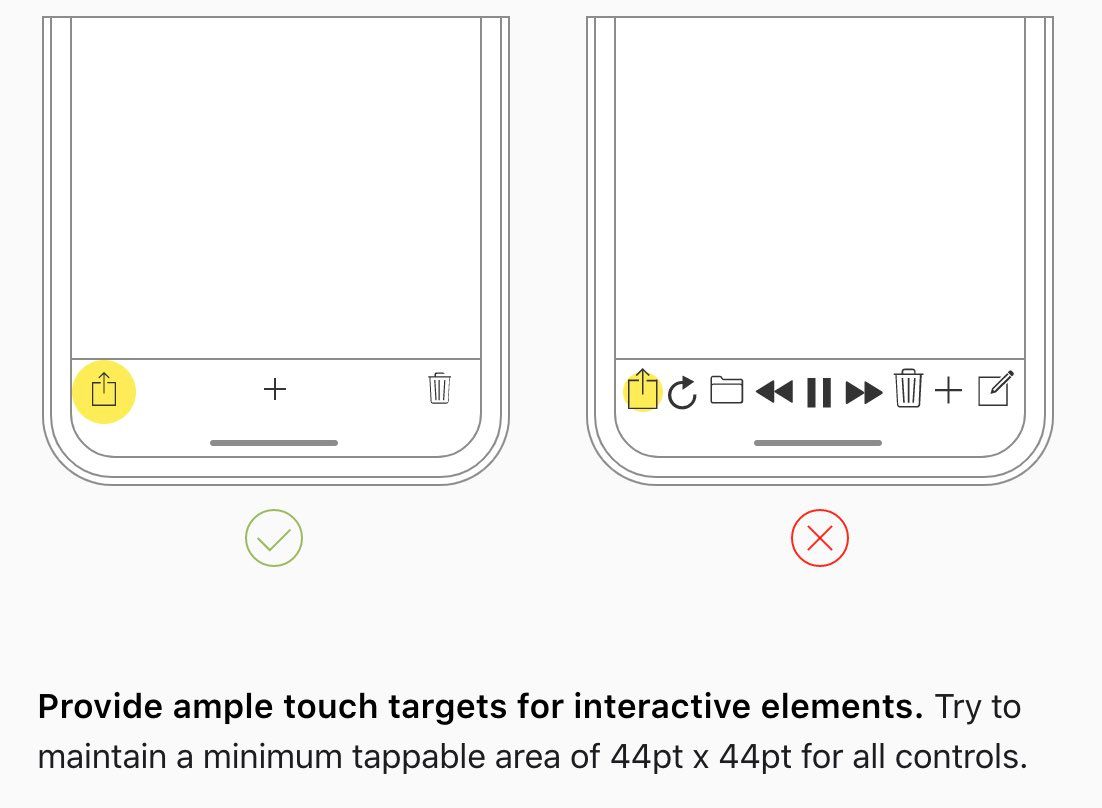 Provide ample touch targets for interactive elements. Try to
maintain a minimum tappable area of 44pt x 44pt for all controls.